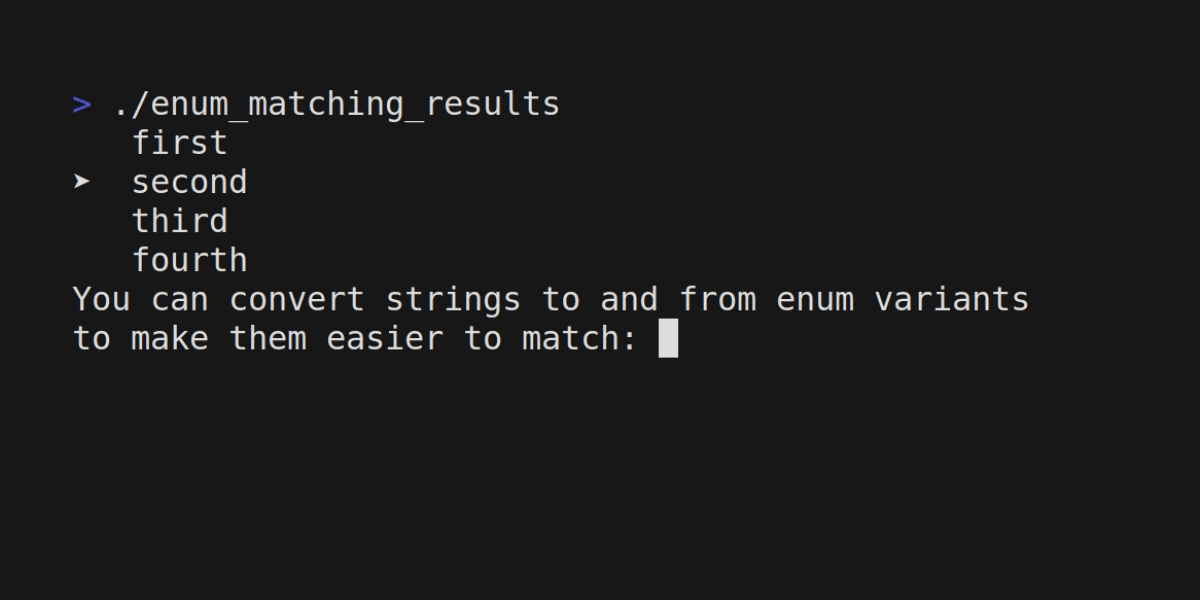 > ./enum_matching_results
first
➤ second
third
fourth
You can convert strings to and from enum variants
to make them easier to match: